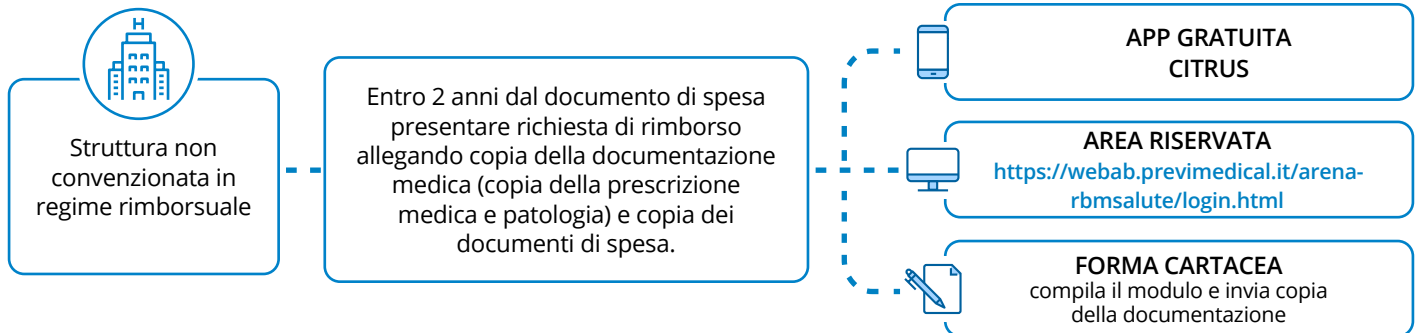 H
Struttura non
convenzionata in
regime rimborsuale
Entro 2 anni dal documento di spesa
presentare richiesta di rimborso
allegando copia della documentazione
medica (copia della prescrizione
medica e patologia) e copia dei
documenti di spesa.
APP GRATUITA
CITRUS
AREA RISERVATA
https://webab.previmedical.it/arena-
rbmsalute/login.html
FORMA CARTACEA
compila il modulo e invia copia
della documentazione